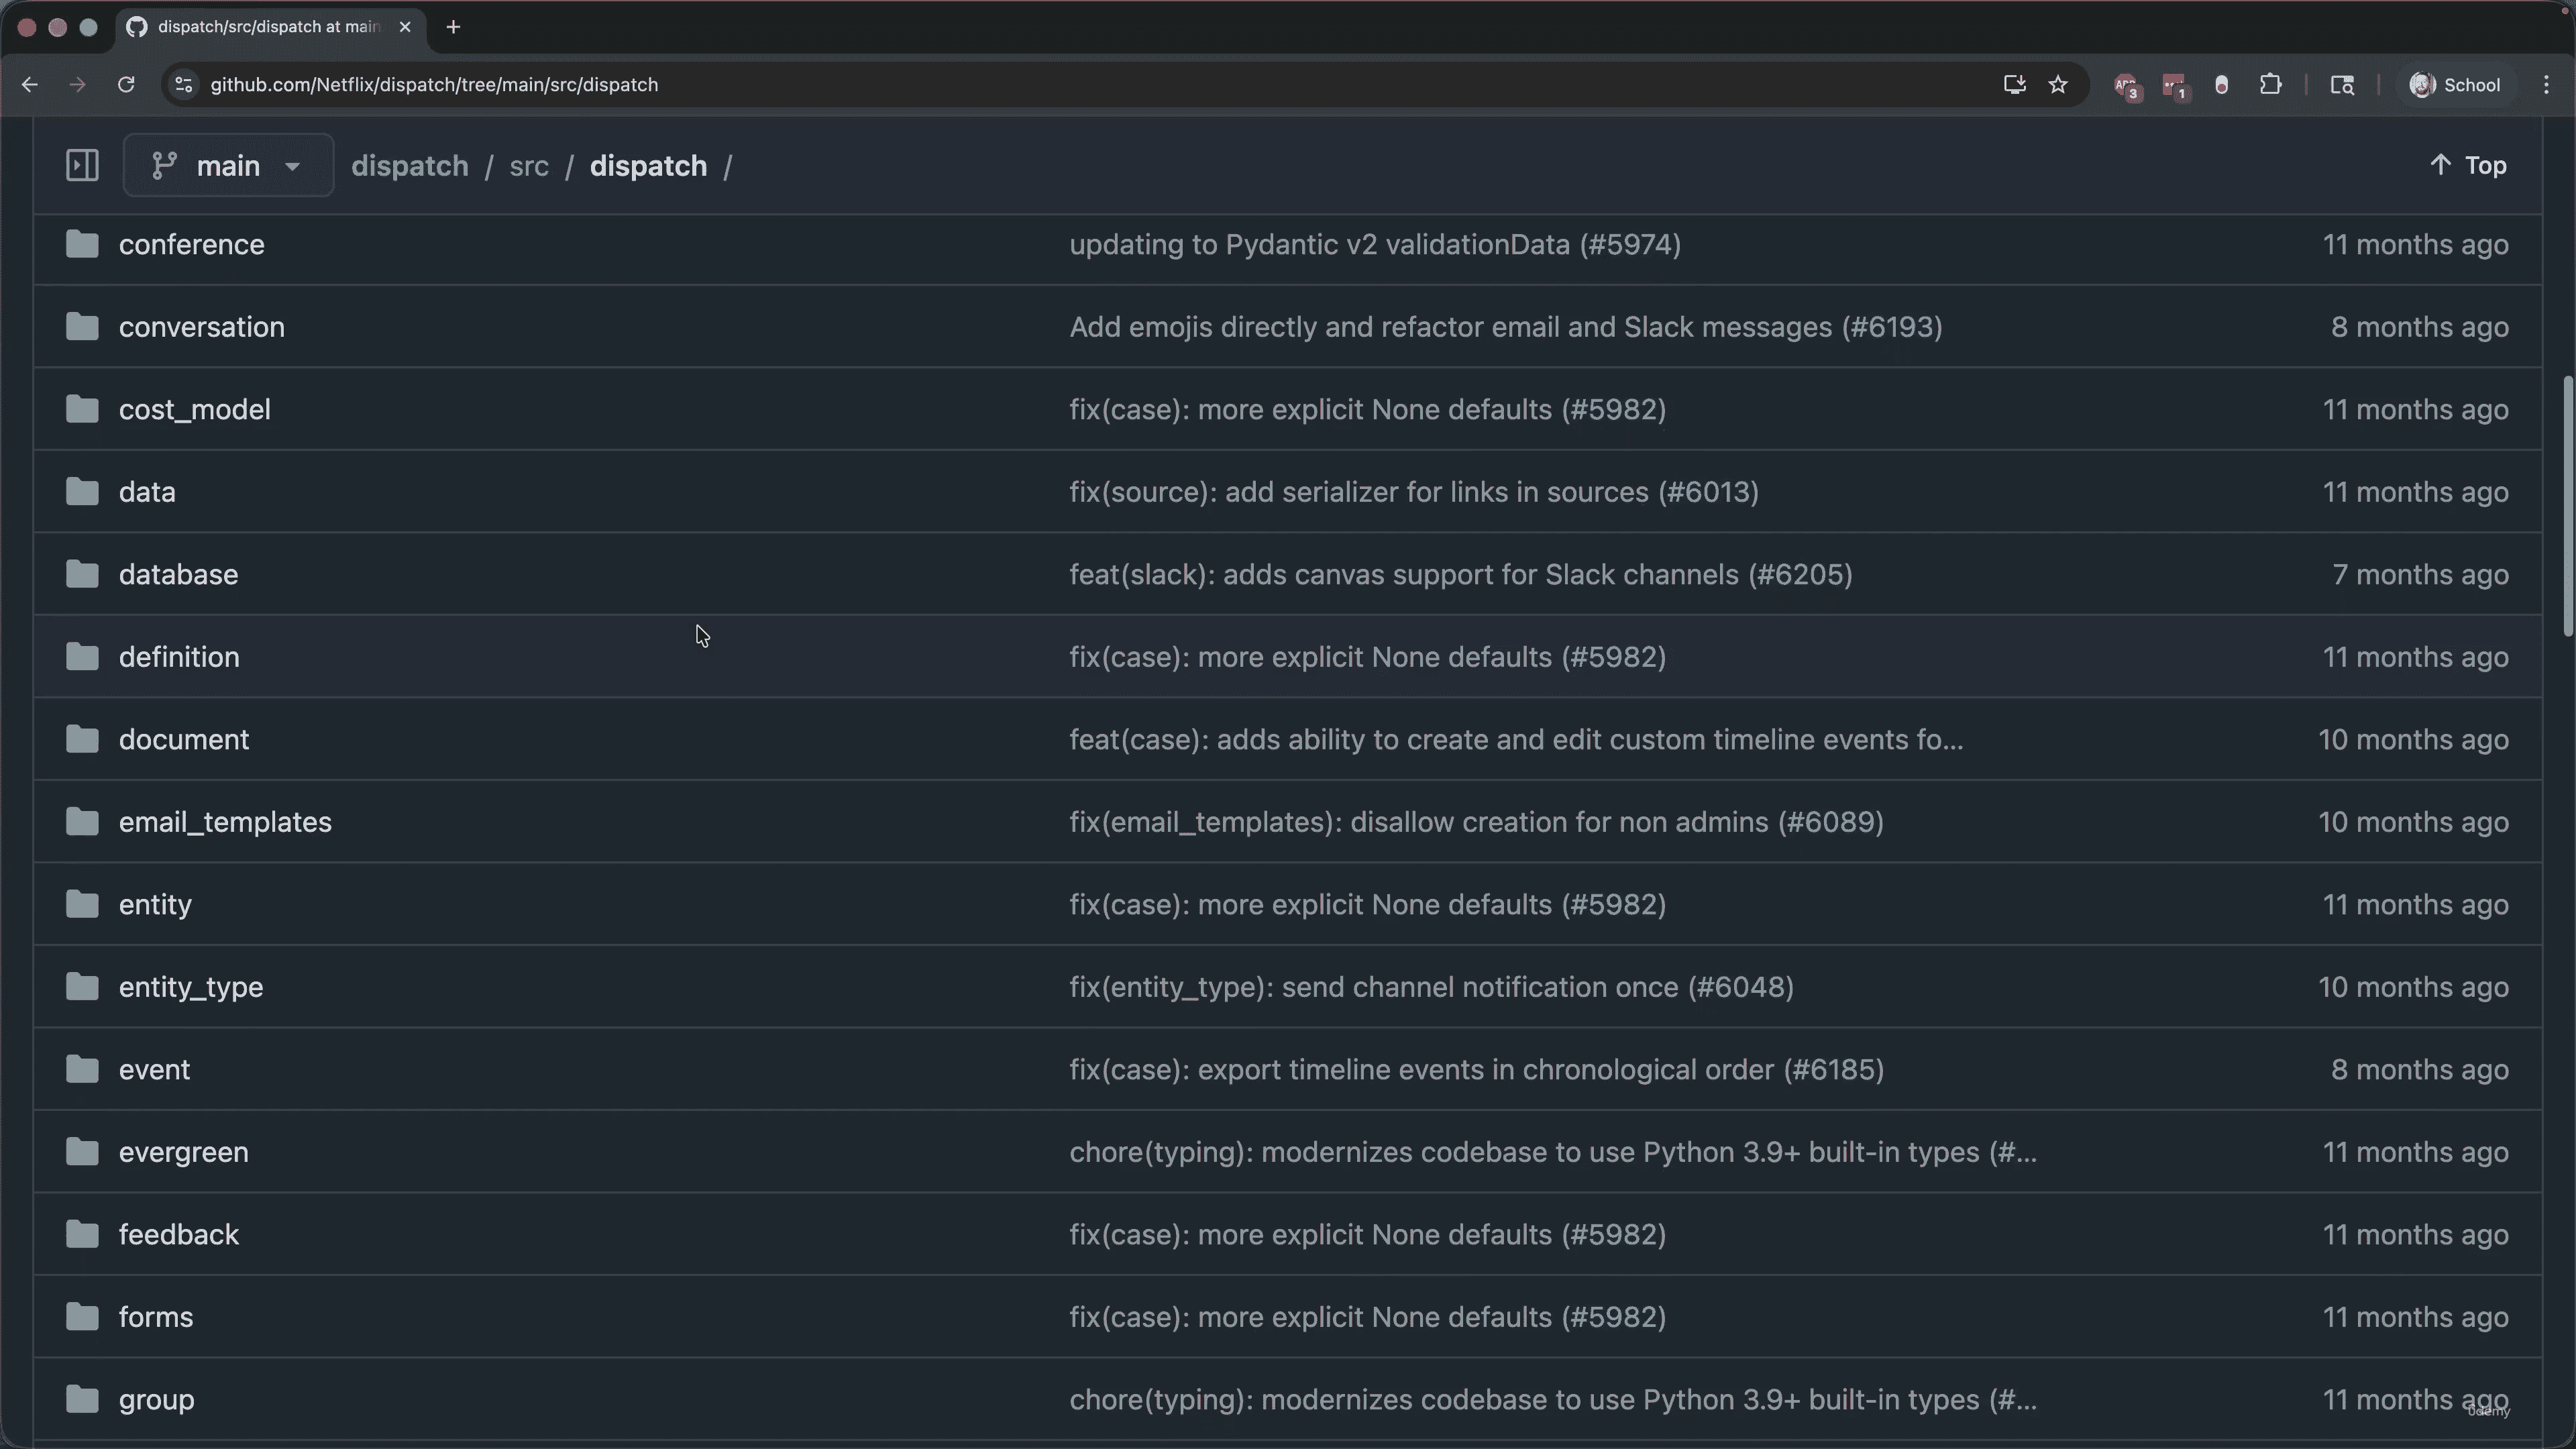 dispatch/src/dispatch at main
github.com/Netflix/dispatch/tree/main/src/dispatch
3
1
School
main
dispatch / src / dispatch /
Top
conference updating to Pydantic v2 validationData (#5974) 11 months ago
conversation Add emojis directly and refactor email and Slack messages (#6193) 8 months ago
cost_model fix(case): more explicit None defaults (#5982) 11 months ago
data fix(source): add serializer for links in sources (#6013) 11 months ago
database feat(slack): adds canvas support for Slack channels (#6205) 7 months ago
definition fix(case): more explicit None defaults (#5982) 11 months ago
document feat(case): adds ability to create and edit custom timeline events fo... 10 months ago
email_templates fix(email_templates): disallow creation for non admins (#6089) 10 months ago
entity fix(case): more explicit None defaults (#5982) 11 months ago
entity_type fix(entity_type): send channel notification once (#6048) 10 months ago
event fix(case): export timeline events in chronological order (#6185) 8 months ago
evergreen chore(typing): modernizes codebase to use Python 3.9+ built-in types (#... 11 months ago
feedback fix(case): more explicit None defaults (#5982) 11 months ago
forms fix(case): more explicit None defaults (#5982) 11 months ago
group chore(typing): modernizes codebase to use Python 3.9+ built-in types (#... 11 months ago
ûdemy